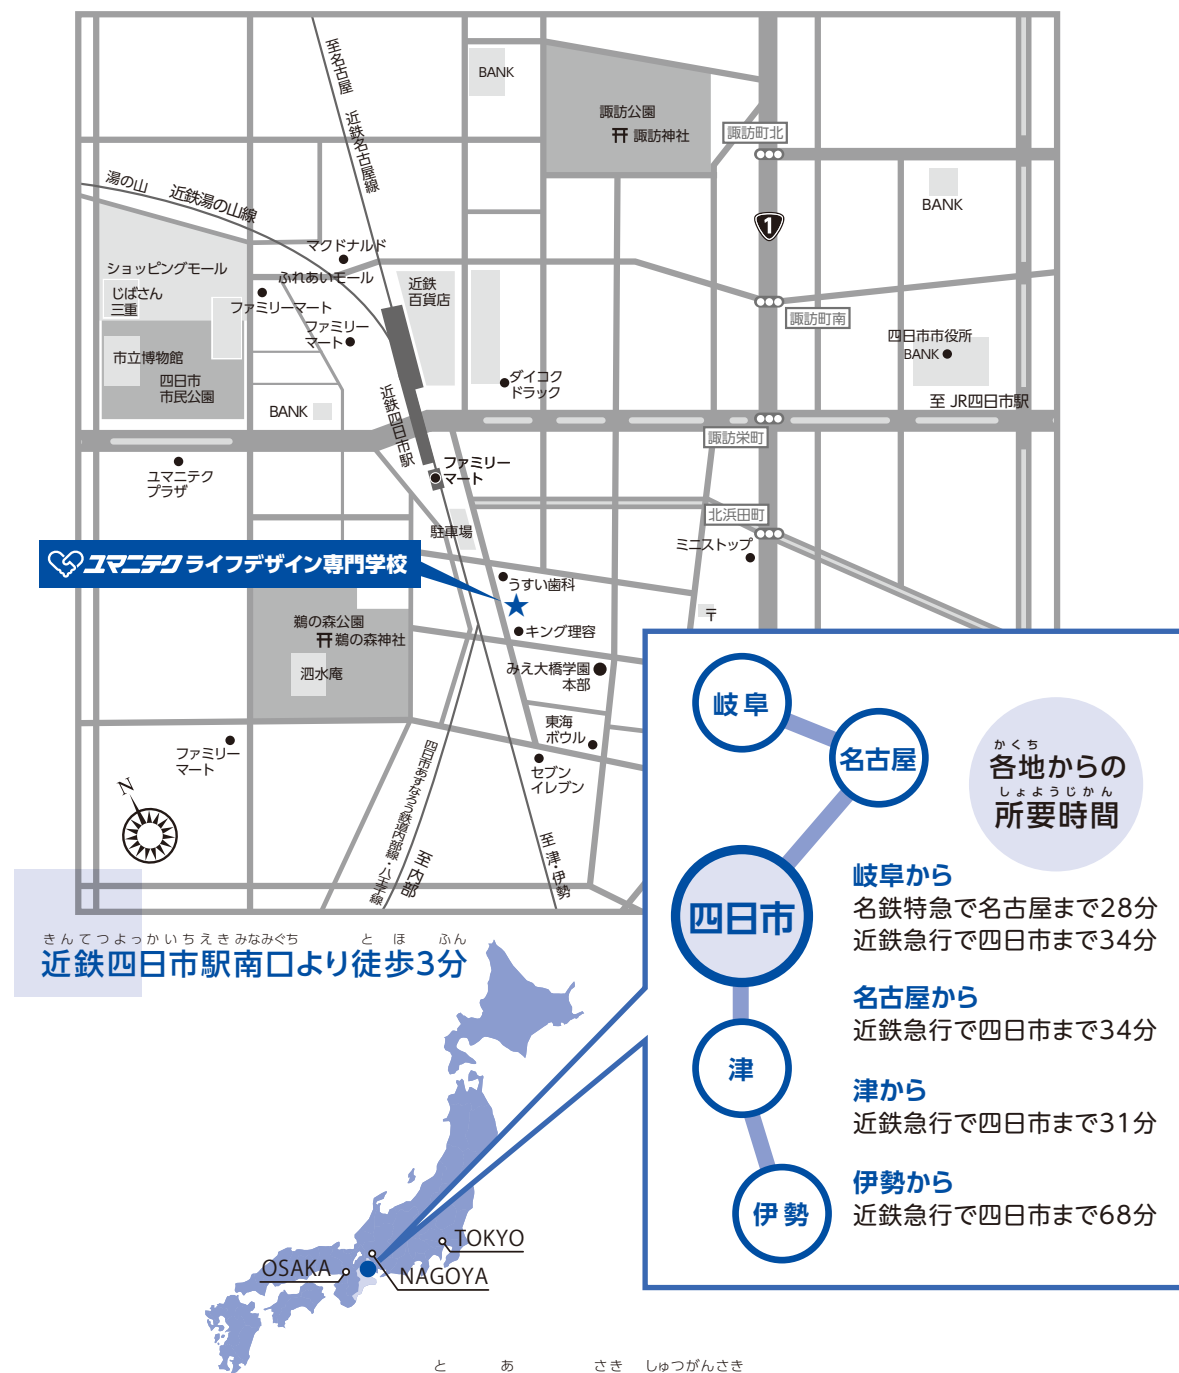 至名古屋
近鉄名古屋線
BANK
諏訪公園
諏訪神社
諏訪町北
湯の山
近鉄湯の山線
BANK
1
マクドナルド
ショッピングモール
ふれあいモール
じばさん
三重
近鉄
百貨店
ファミリーマート
ファミリー
マート
諏訪町南
四日市市役所
BANK
市立博物館
四日市
市民公園
ダイコク
ドラック
BANK
近鉄四日市駅
至 JR四日市駅
諏訪栄町
ユマニテク
プラザ
ファミリー
マート
北浜田町
駐車場
ミニストップ
ユマニテク ライフデザイン専門学校
うすい歯科
〒
鵜の森公園
鵜の森神社
キング理容
泗水庵
みえ大橋学園
本部
東海
ボウル
ファミリー
マート
セブン
イレブン
四日市あすなろう鉄道内部線・八王子線
至内部
至 津・伊勢
N
きんてつよっかいちえきみなみぐち と ほ ふん
近鉄四日市駅南口より徒歩3分
岐阜
名古屋
四日市
津
伊勢
かくち
各地からの
しょようじかん
所要時間
岐阜から
名鉄特急で名古屋まで28分
近鉄急行で四日市まで34分
名古屋から
近鉄急行で四日市まで34分
津から
近鉄急行で四日市まで31分
伊勢から
近鉄急行で四日市まで68分
TOKYO
OSAKA
NAGOYA
と あ さき しゅつがんさき